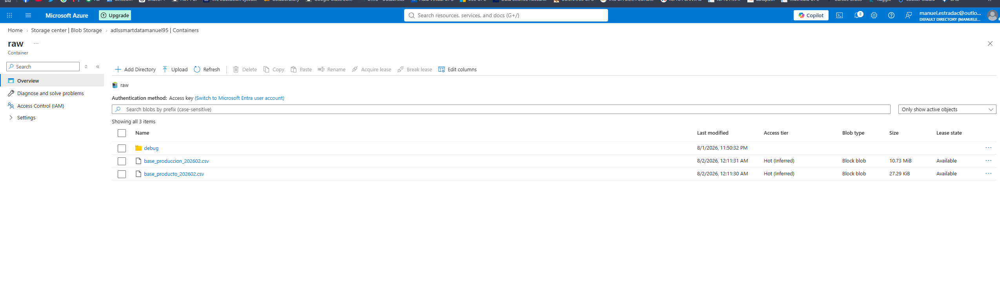 Microsoft Azure
Upgrade
Search resources, services, and docs (G+/)
Copilot
8
manuel.estradac@outlo...
DEFAULT DIRECTORY (MANUELE...
Home > Storage center | Blob Storage > adlssmartdatamanuel95 | Containers
raw ...
Container
Search
Overview
Diagnose and solve problems
Access Control (IAM)
Settings
Add Directory Upload Refresh Delete Copy Paste Rename Acquire lease Break lease Edit columns
raw
Authentication method: Access key (Switch to Microsoft Entra user account)
Search blobs by prefix (case-sensitive)
Only show active objects
Showing all 3 items
Name Last modified Access tier Blob type Size Lease state
debug 8/1/2026, 11:50:32 PM ...
base_produccion_202602.csv 8/2/2026, 12:11:31 AM Hot (Inferred) Block blob 10.73 MiB Available ...
base_producto_202602.csv 8/2/2026, 12:11:30 AM Hot (Inferred) Block blob 27.29 KiB Available ...